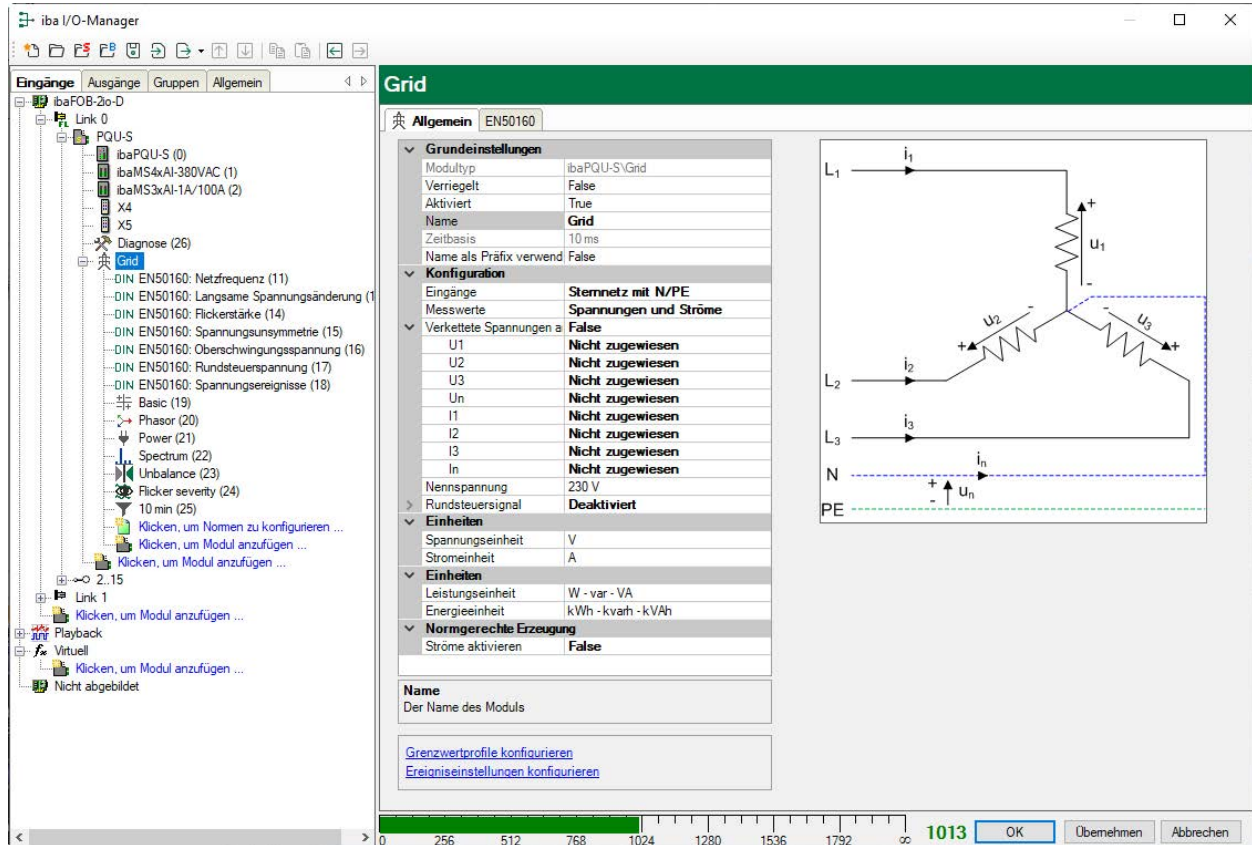 iba I/O-Manager
Eingänge Ausgänge Gruppen Allgemein
ibaFOB-2io-D
Link 0
PQU-S
ibaPQU-S (0)
ibaMS4xAI-380VAC (1)
ibaMS3xAI-1A/100A (2)
X4
X5
Diagnose (26)
Grid
DIN EN50160: Netzfrequenz (11)
DIN EN50160: Langsame Spannungsänderung (1
DIN EN50160: Flickerstärke (14)
DIN EN50160: Spannungsunsymmetrie (15)
DIN EN50160: Oberschwingungsspannung (16)
DIN EN50160: Rundsteuerspannung (17)
DIN EN50160: Spannungsereignisse (18)
Basic (19)
Phasor (20)
Power (21)
Spectrum (22)
Unbalance (23)
Flicker severity (24)
10 min (25)
Klicken, um Normen zu konfigurieren ...
Klicken, um Modul anzufügen ...
Klicken, um Modul anzufügen ...
2..15
Link 1
Klicken, um Modul anzufügen ...
Playback
Virtuell
Klicken, um Modul anzufügen ...
Nicht abgebildet
Grid
Allgemein EN50160
Grundeinstellungen
Modultyp ibaPQU-S\Grid
Verriegelt False
Aktiviert True
Name Grid
Zeitbasis 10 ms
Name als Präfix verwend False
Konfiguration
Eingänge Sternnetz mit N/PE
Messwerte Spannungen und Ströme
Verkettete Spannungen a False
U1 Nicht zugewiesen
U2 Nicht zugewiesen
U3 Nicht zugewiesen
Un Nicht zugewiesen
I1 Nicht zugewiesen
I2 Nicht zugewiesen
I3 Nicht zugewiesen
In Nicht zugewiesen
Nennspannung 230 V
Rundsteuersignal Deaktiviert
Einheiten
Spannungseinheit V
Stromeinheit A
Einheiten
Leistungseinheit W - var - VA
Energieeinheit kWh - kvarh - kVAh
Normgerechte Erzeugung
Ströme aktivieren False
Name
Der Name des Moduls
Grenzwertprofile konfigurieren
Ereigniseinstellungen konfigurieren
L1 i1
+
u1
-
u2 - - u3
+ +
L2 i2
L3 i3
N in
+ un
-
PE
0 256 512 768 1024 1280 1536 1792 ∞
1013 OK Übernehmen Abbrechen